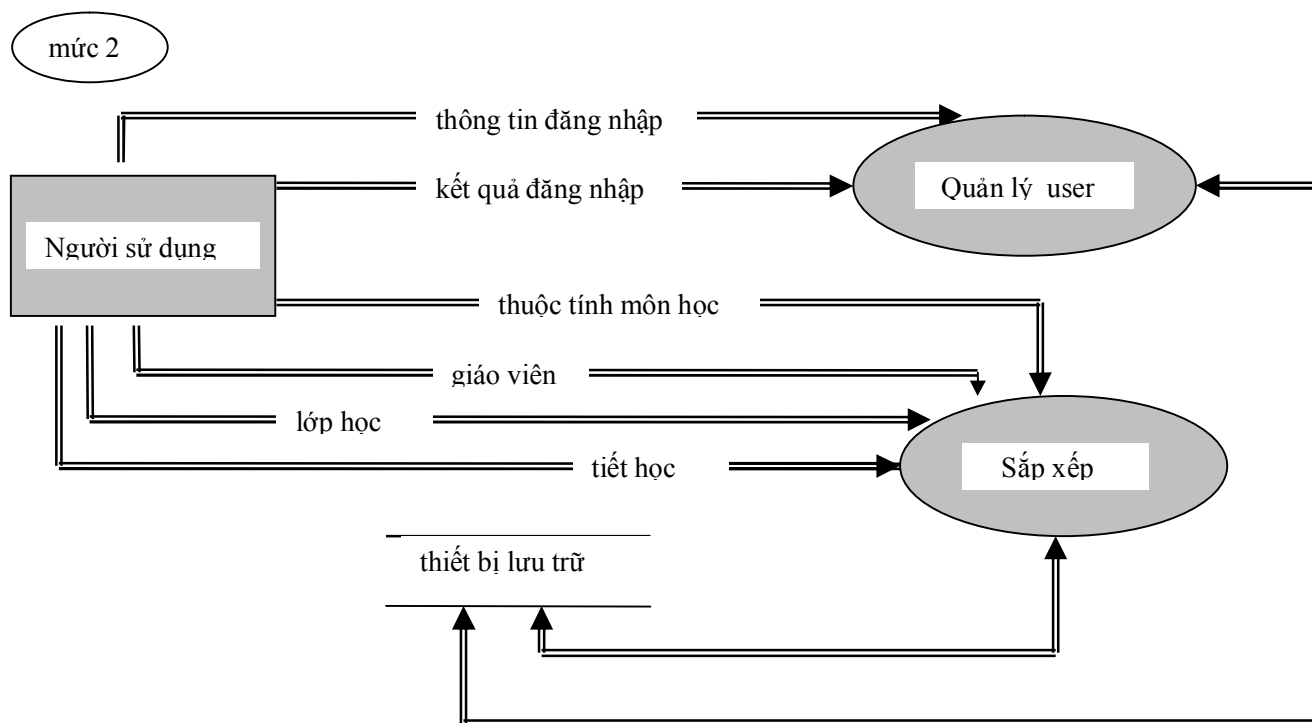 mức 2
thông tin đăng nhập
kết quả đăng nhập
Quản lý user
Người sử dụng
thuộc tính môn học
giáo viên
lớp học
tiết học
Sắp xếp
thiết bị lưu trữ